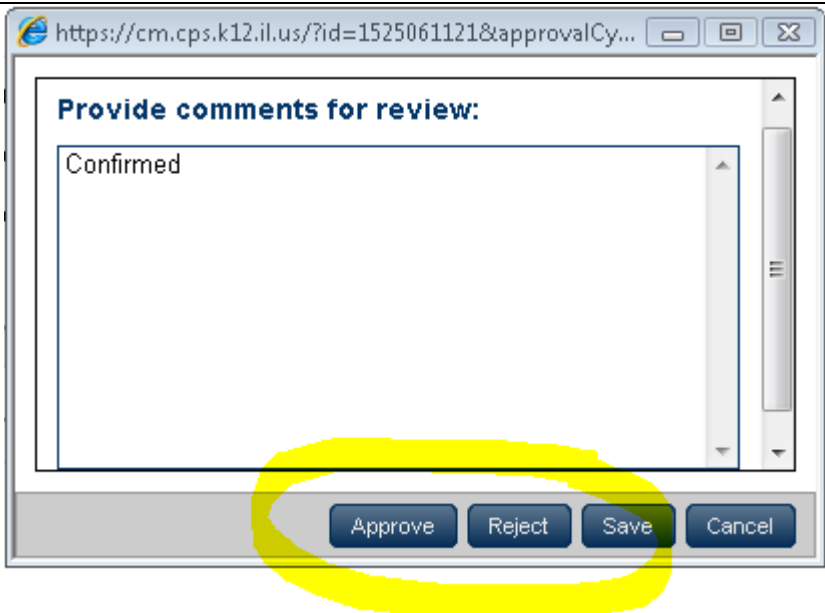 https://cm.cps.k12.il.us/?id=1525061121&approvalCy...
Provide comments for review:
Confirmed
Approve Reject Save Cancel